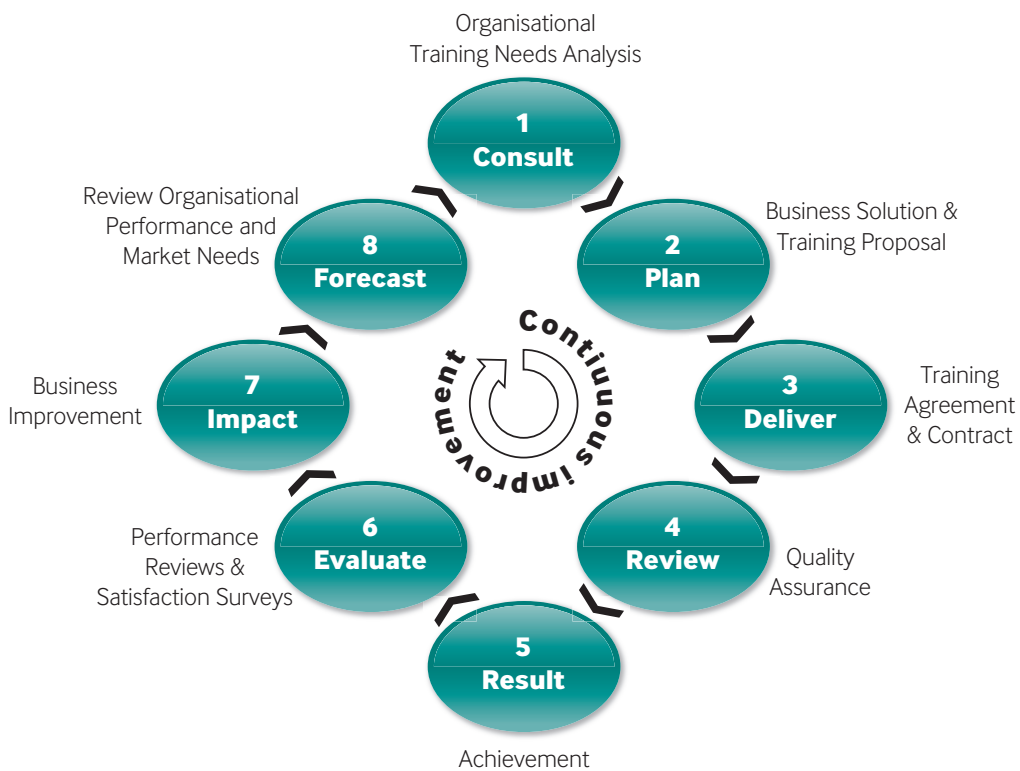 Organisational
Training Needs Analysis
1
Consult
Business Solution &
Training Proposal
2
Plan
3
Deliver
Training
Agreement
& Contract
4
Review
Quality
Assurance
5
Result
Achievement
6
Evaluate
Performance
Reviews &
Satisfaction Surveys
7
Impact
Business
Improvement
8
Forecast
Review Organisational
Performance and
Market Needs
Contiuuous improvement